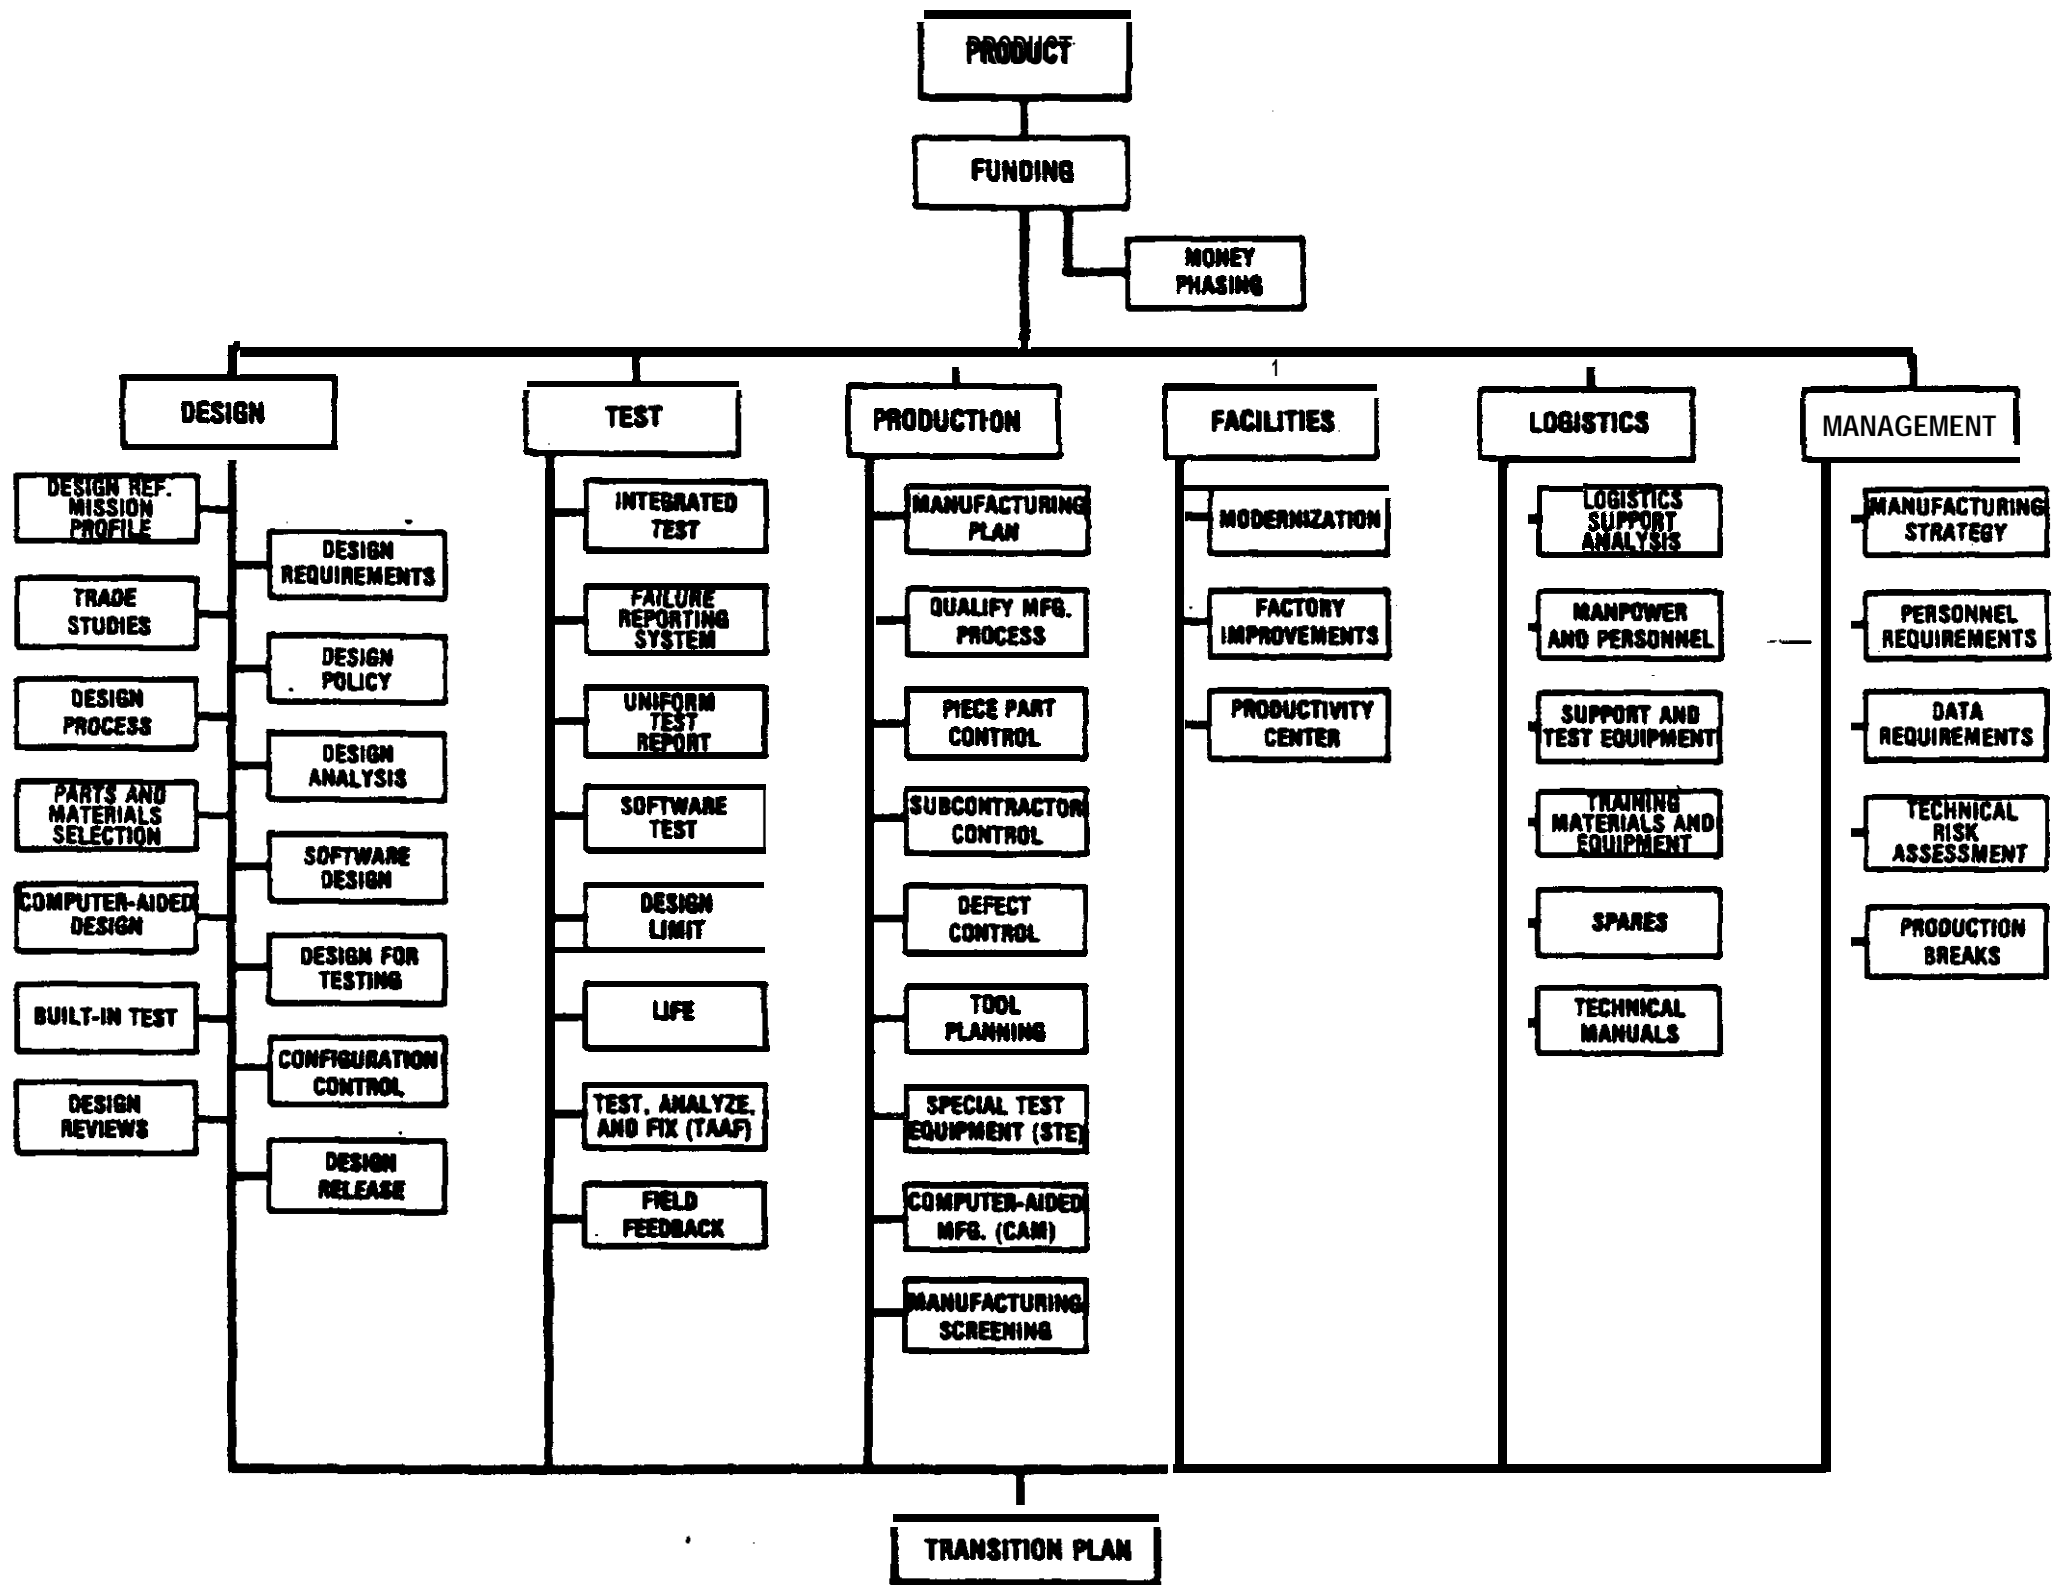 PRODUCT
FUNDING
MONEY
PHASING
1
DESIGN
TEST
PRODUCTION
FACILITIES
LOGISTICS
MANAGEMENT
DESIGN REF.
MISSION
PROFILE
TRADE
STUDIES
DESIGN
PROCESS
PARTS AND
MATERIALS
SELECTION
COMPUTER-AIDED
DESIGN
BUILT-IN TEST
DESIGN
REVIEWS
DESIGN
REQUIREMENTS
DESIGN
POLICY
DESIGN
ANALYSIS
SOFTWARE
DESIGN
DESIGN FOR
TESTING
CONFIGURATION
CONTROL
DESIGN
RELEASE
INTEGRATED
TEST
FAILURE
REPORTING
SYSTEM
UNIFORM
TEST
REPORT
SOFTWARE
TEST
DESIGN
LIMIT
LIFE
TEST, ANALYZE,
AND FIX (TAAF)
FIELD
FEEDBACK
MANUFACTURING
PLAN
QUALIFY MFG.
PROCESS
PIECE PART
CONTROL
SUBCONTRACTOR
CONTROL
DEFECT
CONTROL
TOOL
PLANNING
SPECIAL TEST
EQUIPMENT (STE)
COMPUTER-AIDED
MFG. (CAM)
MANUFACTURING
SCREENING
MODERNIZATION
FACTORY
IMPROVEMENTS
PRODUCTIVITY
CENTER
LOGISTICS
SUPPORT
ANALYSIS
MANPOWER
AND PERSONNEL
SUPPORT AND
TEST EQUIPMENT
TRAINING
MATERIALS AND
EQUIPMENT
SPARES
TECHNICAL
MANUALS
MANUFACTURING
STRATEGY
PERSONNEL
REQUIREMENTS
DATA
REQUIREMENTS
TECHNICAL
RISK
ASSESSMENT
PRODUCTION
BREAKS
TRANSITION PLAN